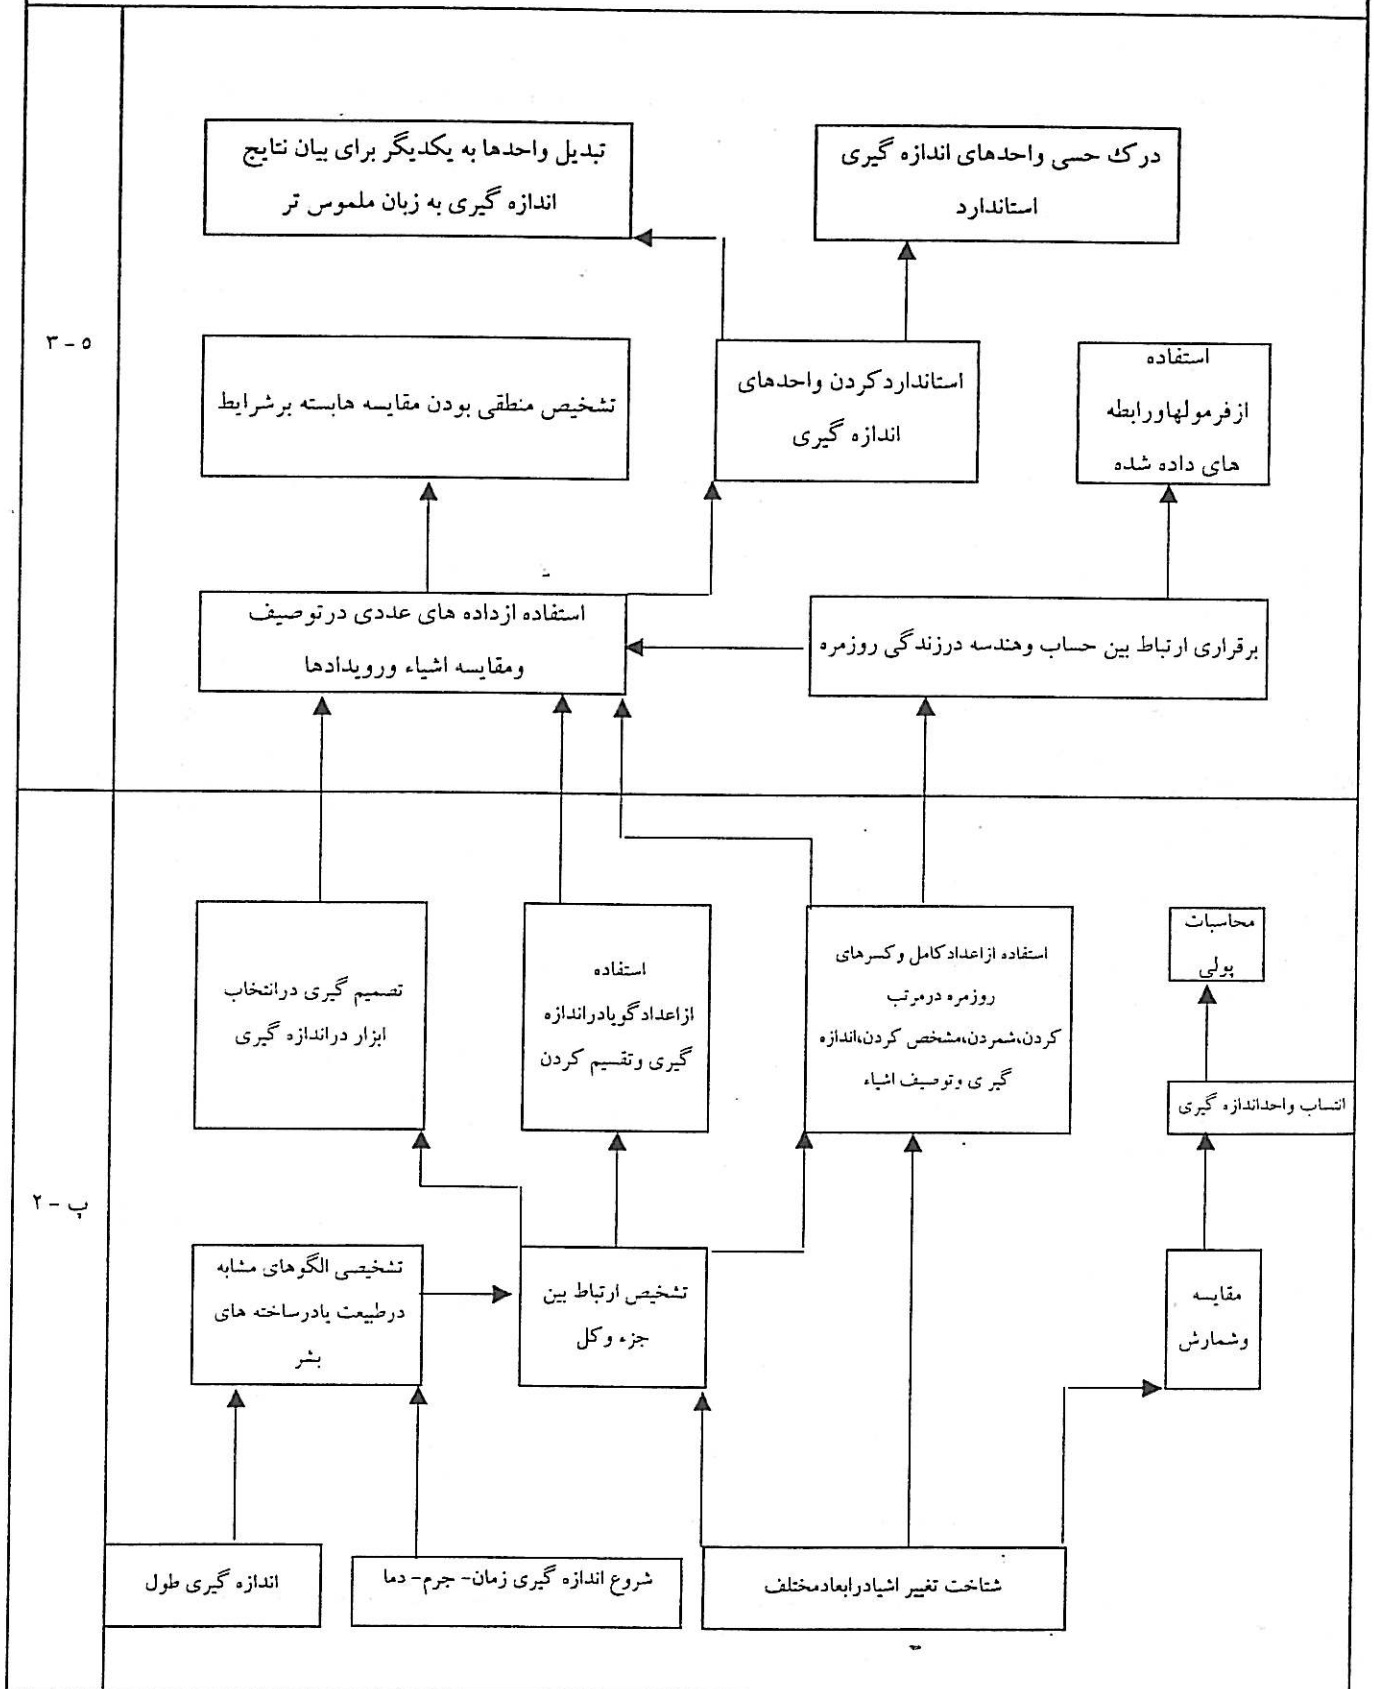 درک حسی واحدهای اندازه گیری
استاندارد
تبدیل واحدها به یکدیگر برای بیان نتایج
اندازه گیری به زبان ملموس تر
۳ - ۵
استفاده
ازفرمولهاورابطه
های داده شده
استانداردکردن واحدهای
اندازه گیری
تشخیص منطقی بودن مقایسه هابسته برشرایط
برقراری ارتباط بین حساب وهندسه درزندگی روزمره
استفاده ازداده های عددی درتوصیف
ومقایسه اشیاء ورویدادها
محاسبات
پولی
استفاده ازاعدادکامل وکسرهای
روزمره درمرتب
کردن،شمردن،مشخص کردن،اندازه
گیری وتوصیف اشیاء
استفاده
ازاعدادگویادراندازه
گیری وتقسیم کردن
تصمیم گیری درانتخاب
ابزار دراندازه گیری
انتساب واحداندازه گیری
پ - ۲
مقایسه
وشمارش
تشخیص ارتباط بین
جزء وکل
تشخیصی الگوهای مشابه
درطبیعت یادرساخته های
بشر
شتاخت تغییر اشیادرابعادمختلف
شروع اندازه گیری زمان- جرم- دما
اندازه گیری طول